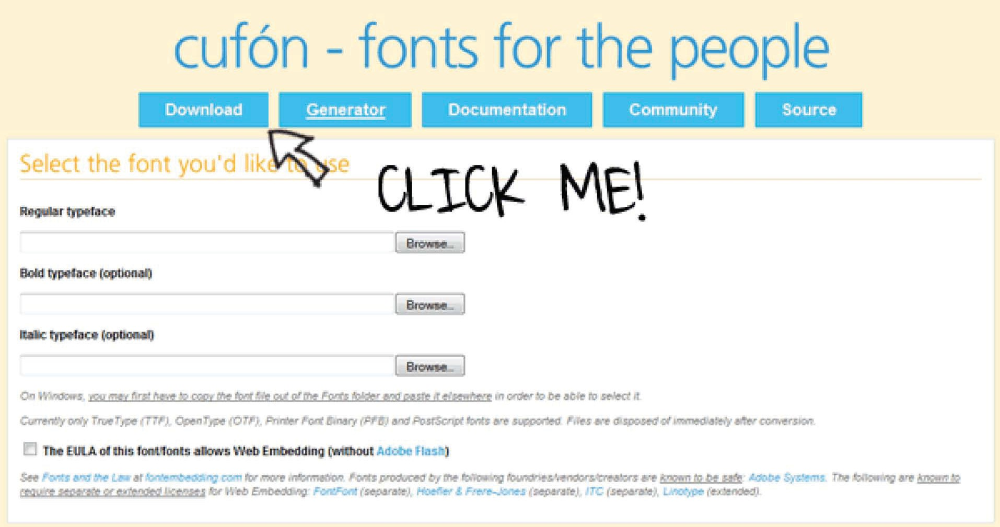 cufón - fonts for the people
Download Generator Documentation Community Source
Select the font you'd like to use
CLICK ME!
Regular typeface
Browse...
Bold typeface (optional)
Browse...
Italic typeface (optional)
Browse...
On Windows, you may first have to copy the font file out of the Fonts folder and paste it elsewhere in order to be able to select it.
Currently only TrueType (TTF), OpenType (OTF), Printer Font Binary (PFB) and PostScript fonts are supported. Files are disposed of immediately after conversion.
The EULA of this font/fonts allows Web Embedding (without Adobe Flash)
See Fonts and the Law at fontembedding.com for more information. Fonts produced by the following foundries/vendors/creators are known to be safe: Adobe Systems. The following are known to
require separate or extended licenses for Web Embedding: FontFont (separate), Hoefler & Frere-Jones (separate), ITC (separate), Linotype (extended).